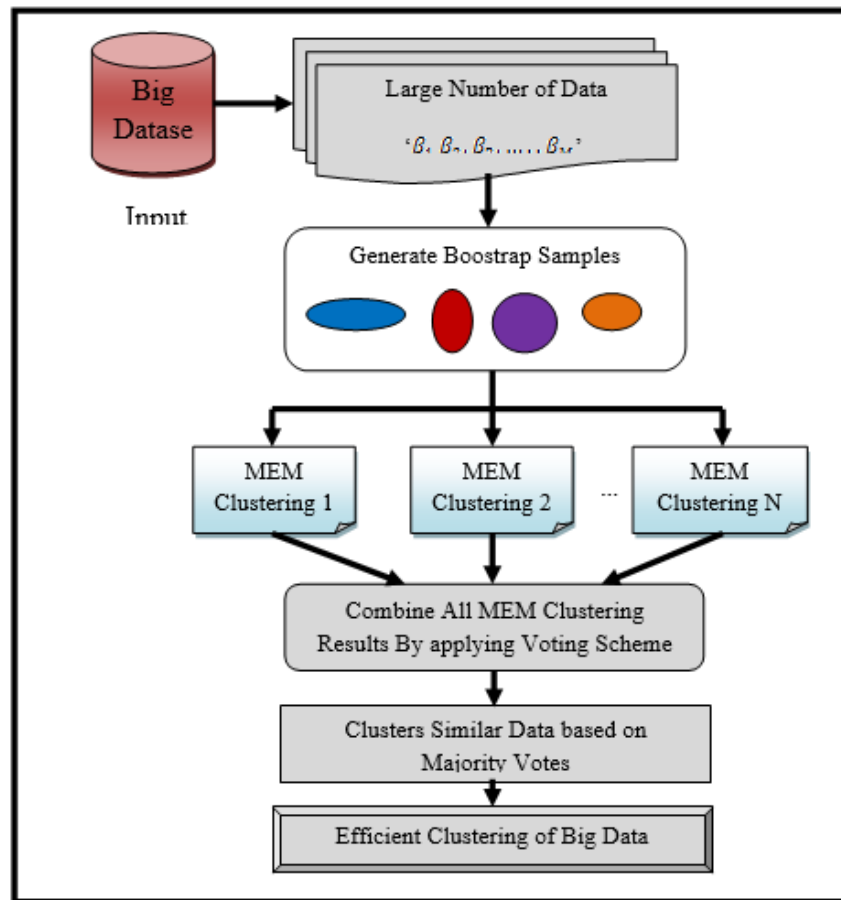 Big
Datase
Input
Large Number of Data
Generate Boostrap Samples
MEM
Clustering 1
MEM
Clustering 2
...
MEM
Clustering N
Combine All MEM Clustering
Results By applying Voting Scheme
Clusters Similar Data based on
Majority Votes
Efficient Clustering of Big Data